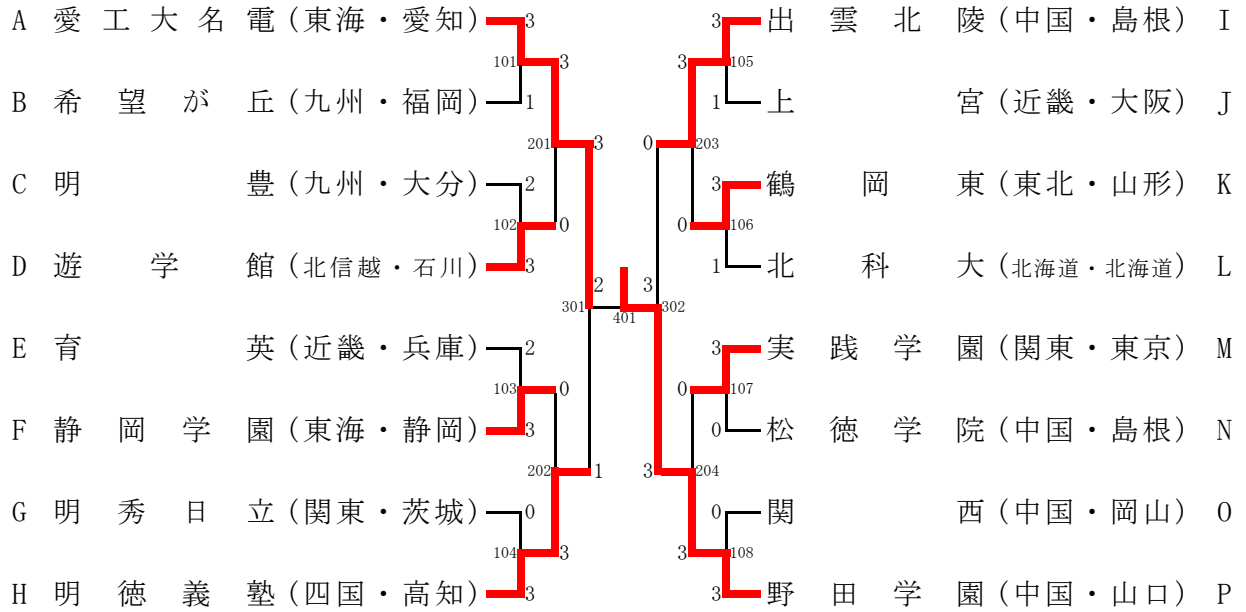 A 愛工大名電(東海・愛知) 3 3 出雲北陵(中国・島根) I
101 3 3 105
B 希望が丘(九州・福岡) 1 1 上宮(近畿・大阪) J
201 3 0 203
C 明豊(九州・大分) 2 3 鶴岡東(東北・山形) K
102 0 0 106
D 遊学館(北信越・石川) 3 1 北科大(北海道・北海道) L
2 3
301 401 302
E 育英(近畿・兵庫) 2 3 実践学園(関東・東京) M
103 0 0 107
F 静岡学園(東海・静岡) 3 0 松徳学院(中国・島根) N
202 1 3 204
G 明秀日立(関東・茨城) 0 0 関西(中国・岡山) O
104 3 3 108
H 明徳義塾(四国・高知) 3 3 野田学園(中国・山口) P